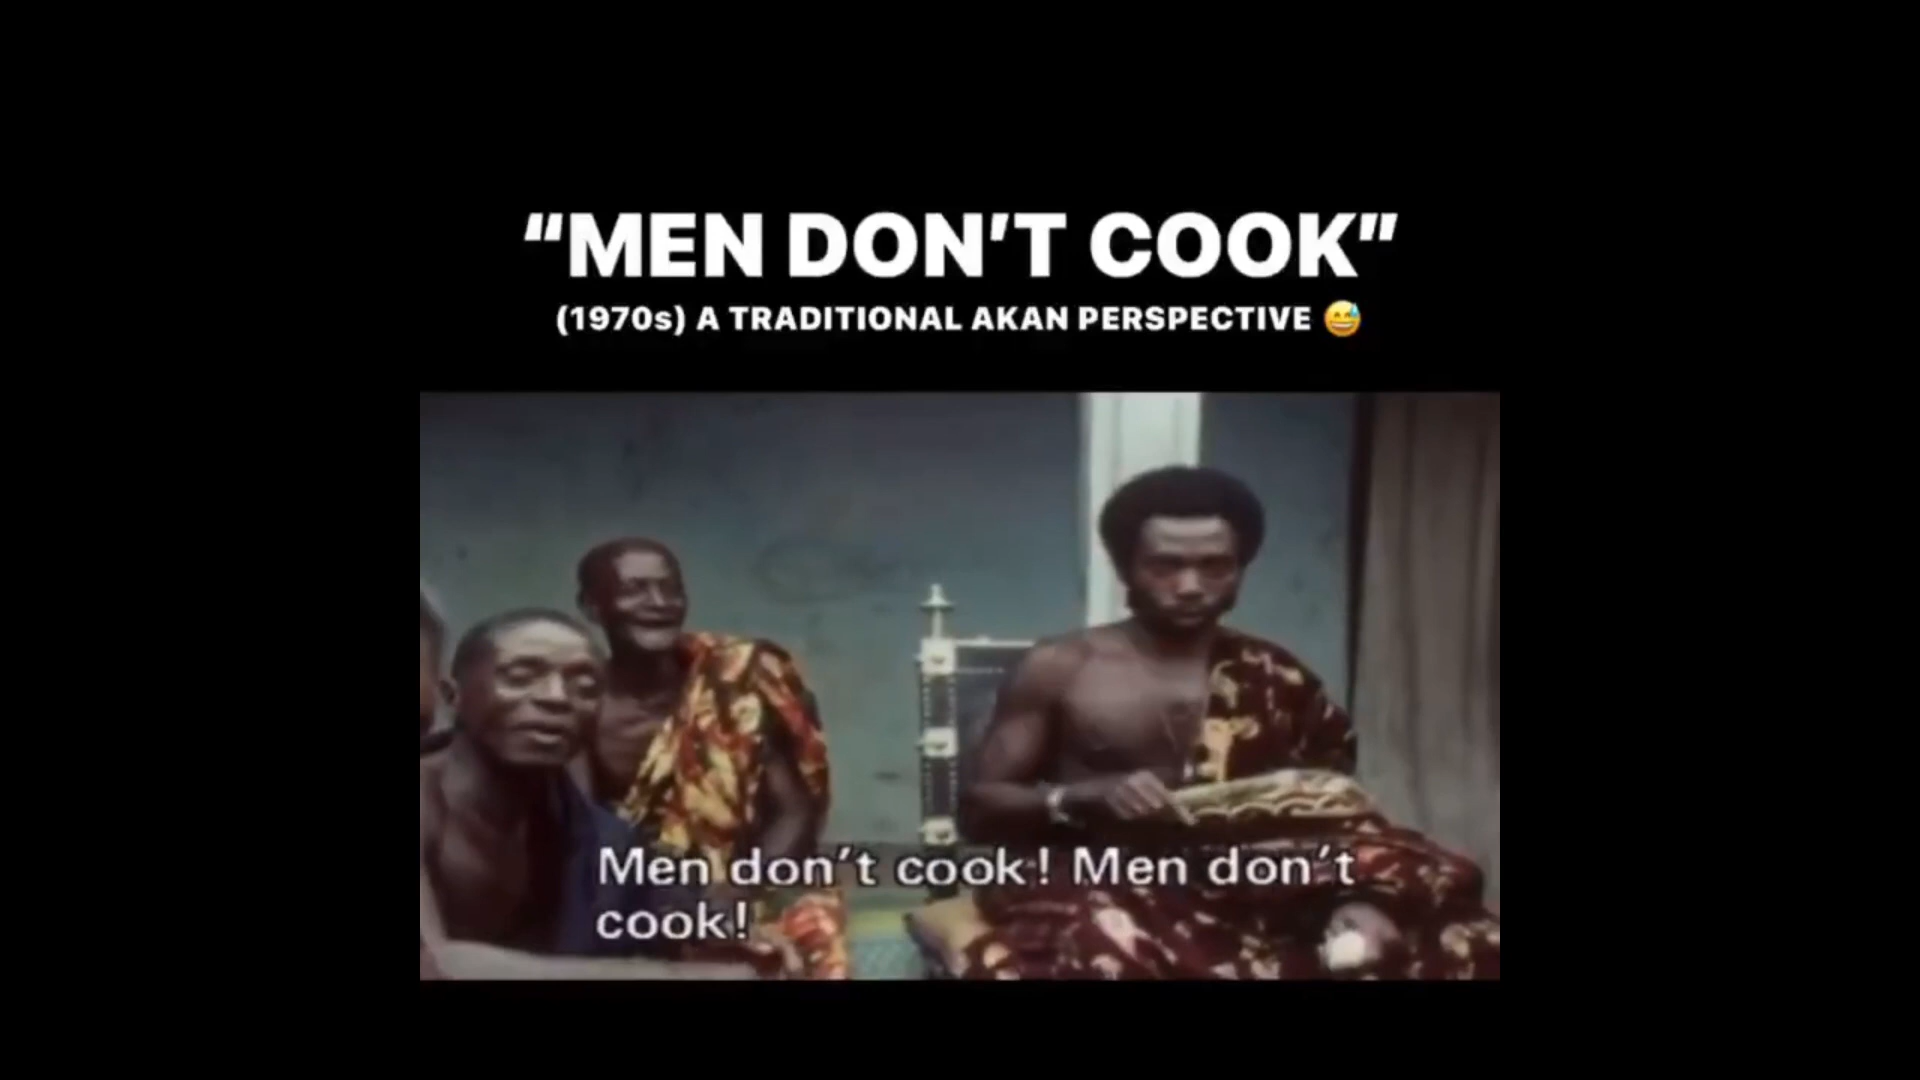 “MEN DON’T COOK”
(1970s) A TRADITIONAL AKAN PERSPECTIVE 😅
Men don’t cook! Men don’t
cook!